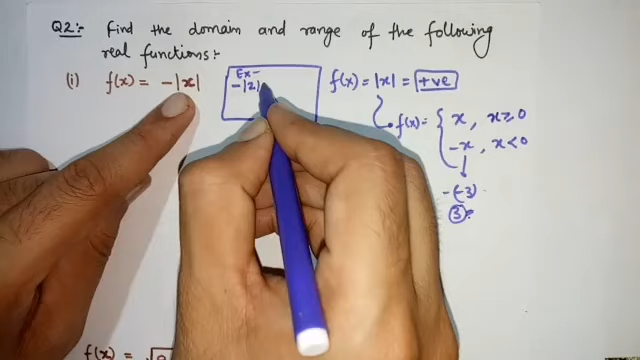 Q2:- Find the domain and range of the following
real functions:-
(i) f(x) = -|x|
Ex-
-|2|
f(x) = |x| = +ve
f(x) = { x, x≥0
-x, x<0
-(-3)
3
f(x) =